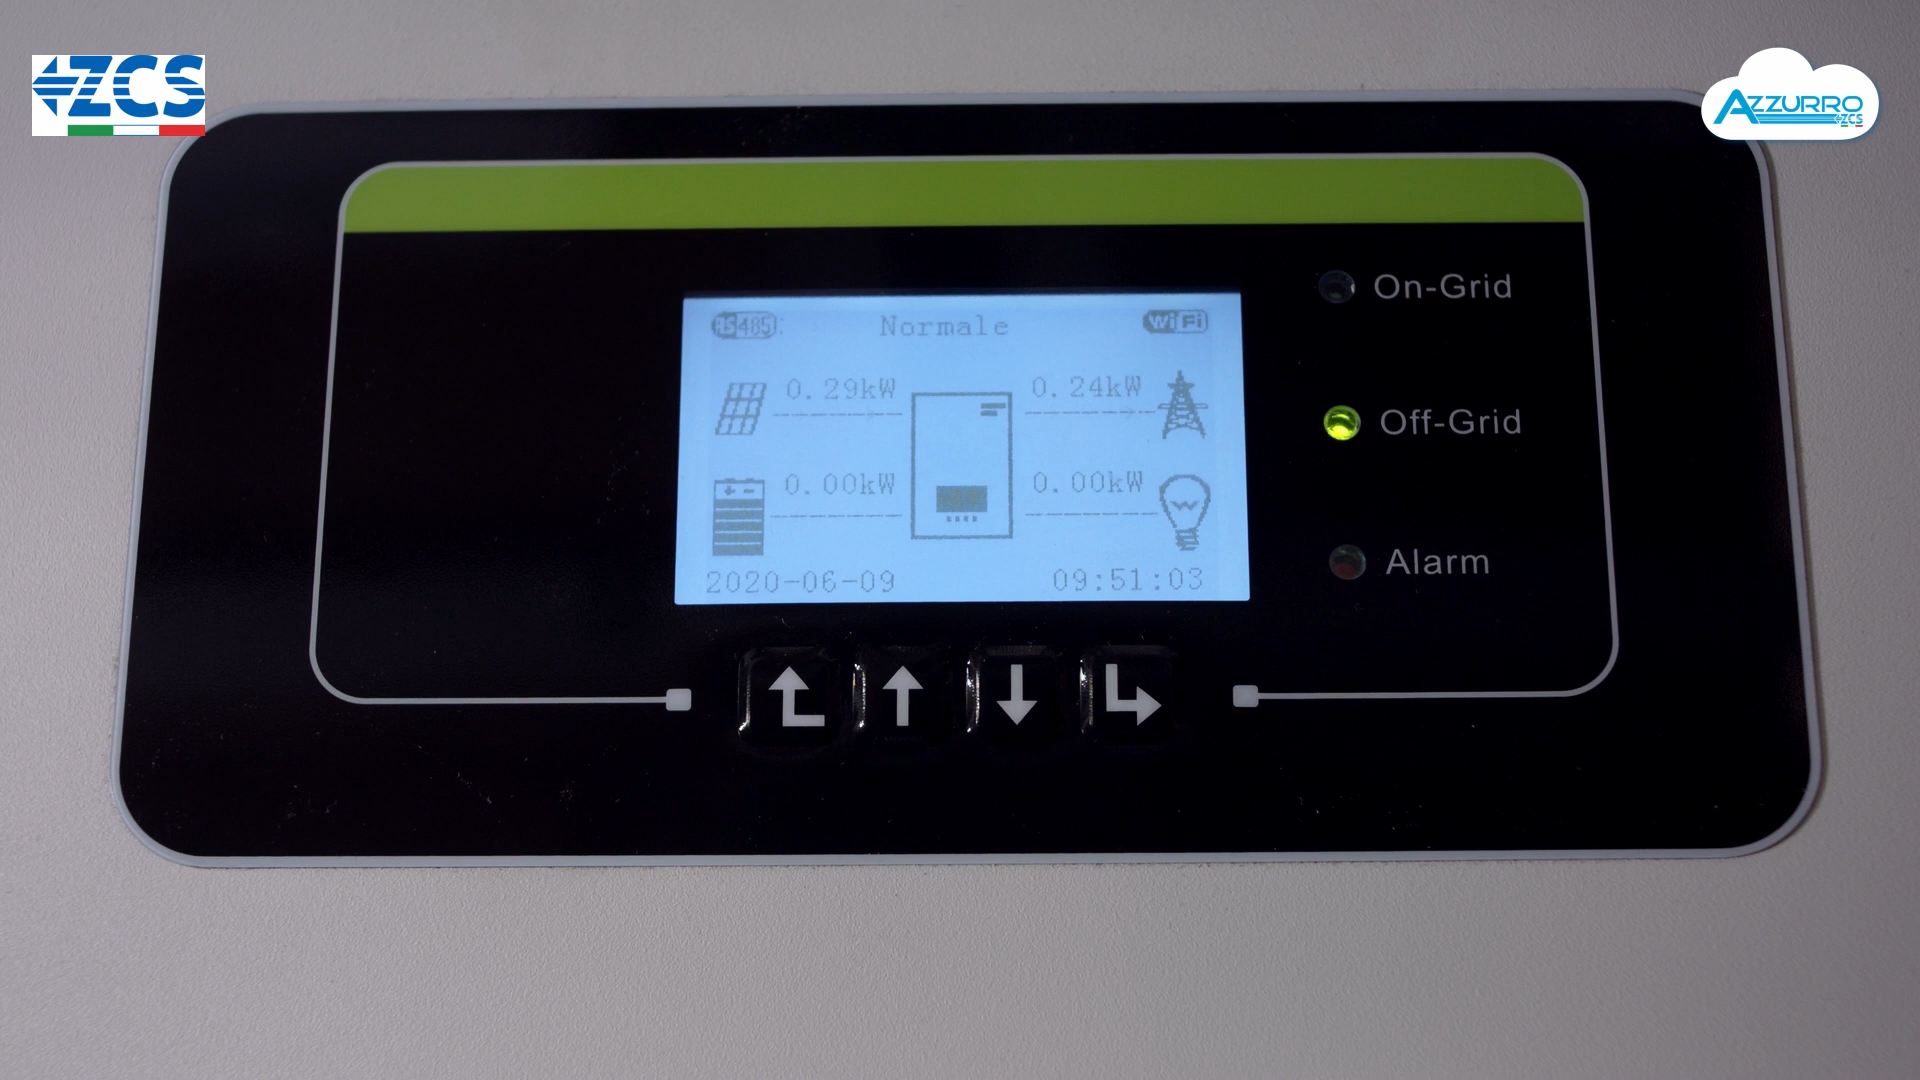 ZCS
AZZURRO
ZCS
RS485
Normale
WiFi
0.29kW
0.24kW
0.00kW
0.00kW
2020-06-09
09:51:03
On-Grid
Off-Grid
Alarm